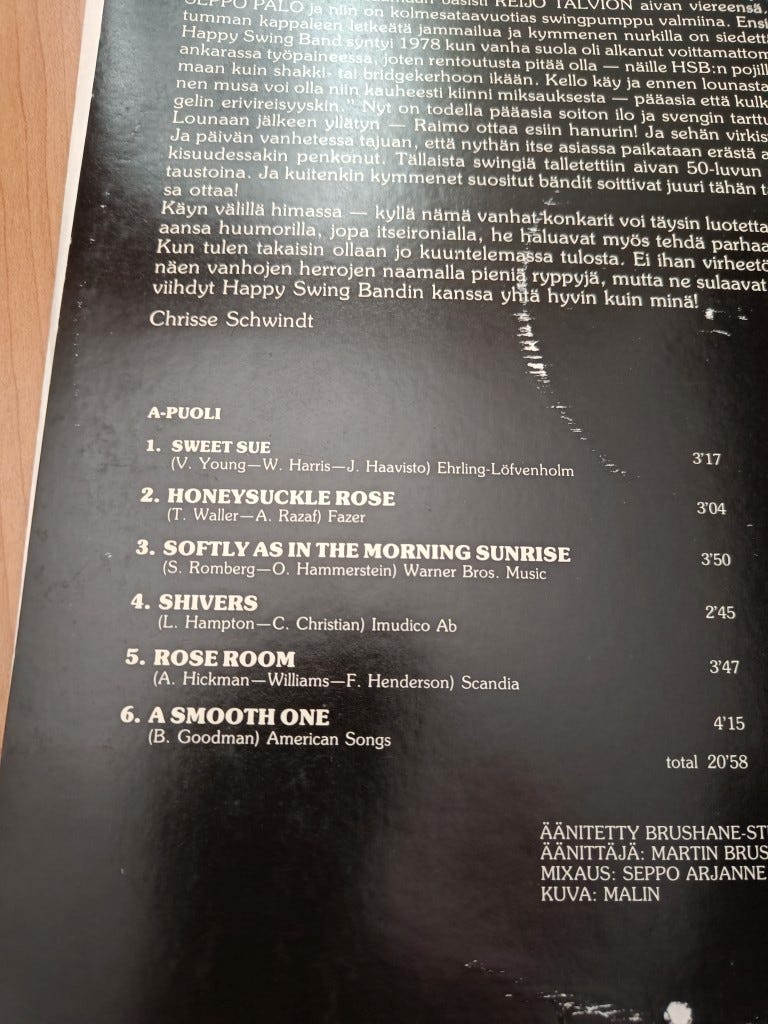 SEPPO PALO ja niin on kolmesataavuotias swingpumppu valmiina. Ensi
tumman kappaleen letkeätä jammailua ja kymmenen nurkilla on siedettä
Happy Swing Band syntyi 1978 kun vanha suola oli alkanut voittamattom
ankarassa työpaineessa, joten rentoutusta pitää olla — näille HSB:n pojill
maan kuin shakki- tai bridgekerhoon ikään. Kello käy ja ennen lounasta
nen musa voi olla niin kauheesti kiinni miksauksesta — pääasia että kulk
gelin erivireisyyskin." Nyt on todella pääasia soiton ilo ja svengin tarttu
Lounaan jälkeen yllätyn — Raimo ottaa esiin hanurin! Ja sehän virkis
Ja päivän vanhetessa tajuan, että nythän itse asiassa paikataan erästä a
kisuudessakin penkonut. Tällaista swingiä talletettiin aivan 50-luvun
taustoina. Ja kuitenkin kymmenet suositut bändit soittivat juuri tähän t
sa ottaa!
Käyn välillä himassa — kyllä nämä vanhat konkarit voi täysin luotetta
aansa huumorilla, jopa itseironialla, he haluavat myös tehdä parhaa
Kun tulen takaisin ollaan jo kuuntelemassa tulosta. Ei ihan virheetö
näen vanhojen herrojen naamalla pieniä ryppyjä, mutta ne sulaavat
viihdyt Happy Swing Bandin kanssa yhtä hyvin kuin minä!
Chrisse Schwindt
A-PUOLI
1. SWEET SUE 3'17
(V. Young—W. Harris—J. Haavisto) Ehrling-Löfvenholm
2. HONEYSUCKLE ROSE 3'04
(T. Waller—A. Razaf) Fazer
3. SOFTLY AS IN THE MORNING SUNRISE 3'50
(S. Romberg—O. Hammerstein) Warner Bros. Music
4. SHIVERS 2'45
(L. Hampton—C. Christian) Imudico Ab
5. ROSE ROOM 3'47
(A. Hickman—Williams—F. Henderson) Scandia
6. A SMOOTH ONE 4'15
(B. Goodman) American Songs
total 20'58
ÄÄNITETTY BRUSHANE-ST
ÄÄNITTÄJÄ: MARTIN BRUS
MIXAUS: SEPPO ARJANNE
KUVA: MALIN